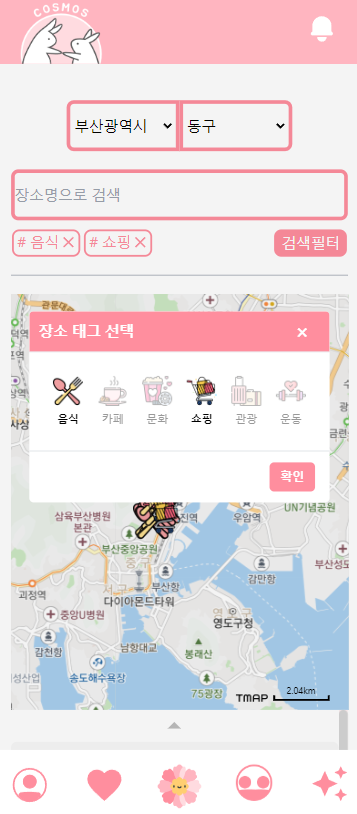 COSMOS
부산광역시
동구
장소명으로 검색
# 음식 ×
# 쇼핑 ×
검색필터
장소 태그 선택 ×
음식 카페 문화 쇼핑 관광 운동
확인
삼육부산병원
본관
부산중앙공원
우암역
UN기념공원
중구
괴정역
서구
부산항
감만항
다이아몬드타워
중앙U병원
영도구
영도구청
감천항
남항대교
봉래산
송도해수욕장
75광장
TMAP
2.04km